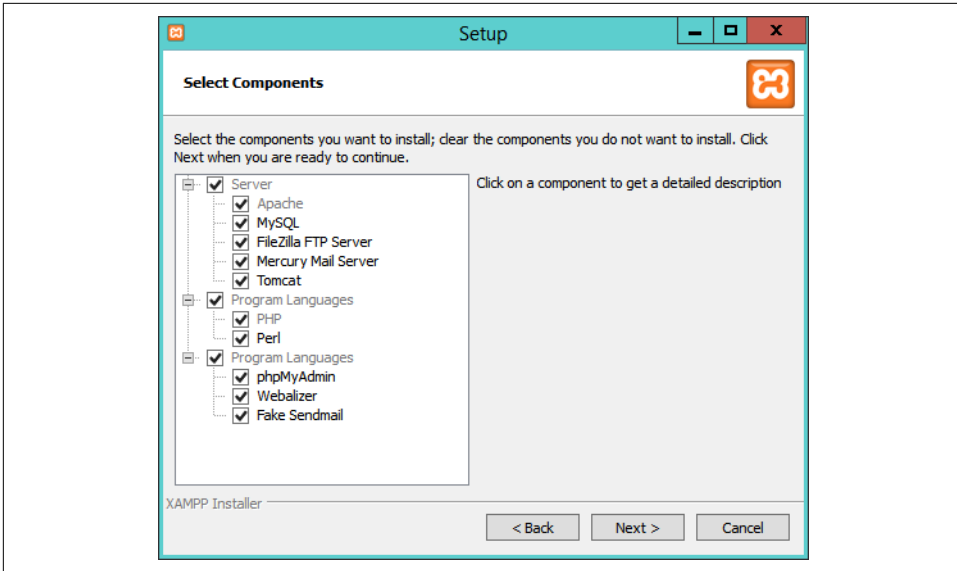 Setup
Select Components
Select the components you want to install; clear the components you do not want to install. Click
Next when you are ready to continue.
Server
Apache
MySQL
FileZilla FTP Server
Mercury Mail Server
Tomcat
Program Languages
PHP
Perl
Program Languages
phpMyAdmin
Webalizer
Fake Sendmail
Click on a component to get a detailed description
XAMPP Installer
< Back
Next >
Cancel